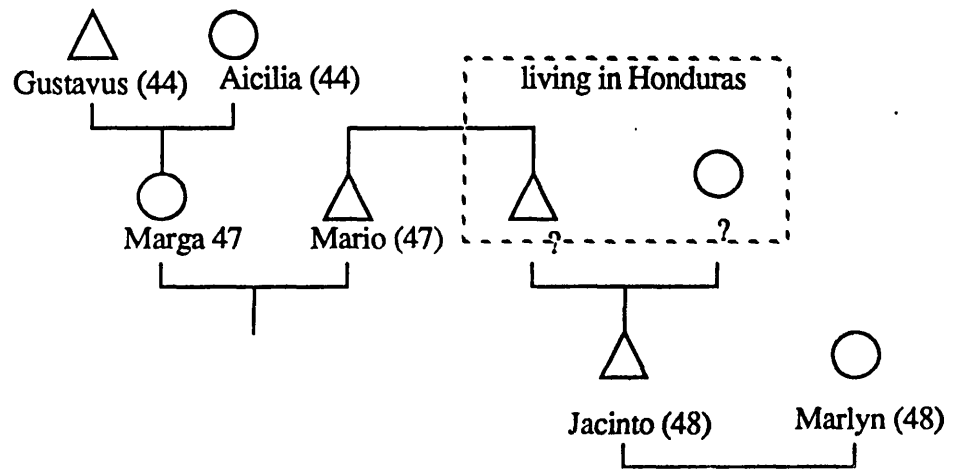 Gustavus (44)
Aicilia (44)
living in Honduras
Marga 47
Mario (47)
?
?
Jacinto (48)
Marlyn (48)